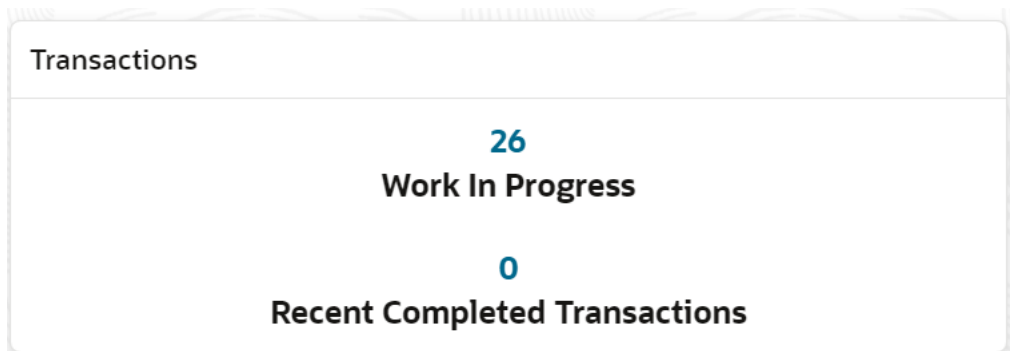 Transactions
26
Work In Progress
0
Recent Completed Transactions